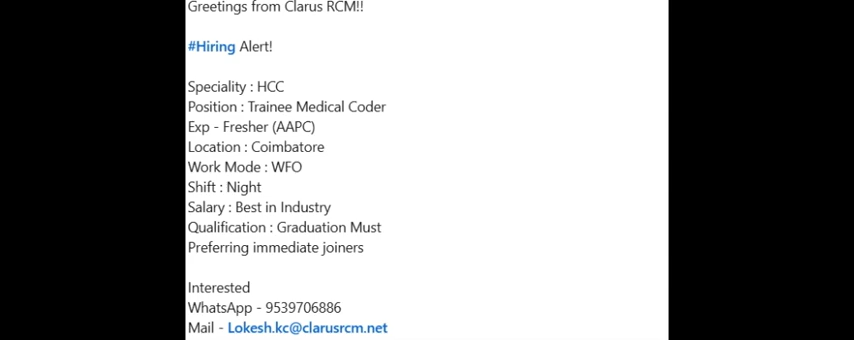 Greetings from Clarus RCM!!
#Hiring Alert!
Speciality : HCC
Position : Trainee Medical Coder
Exp - Fresher (AAPC)
Location : Coimbatore
Work Mode : WFO
Shift : Night
Salary : Best in Industry
Qualification : Graduation Must
Preferring immediate joiners
Interested
WhatsApp - 9539706886
Mail - Lokesh.kc@clarusrcm.net